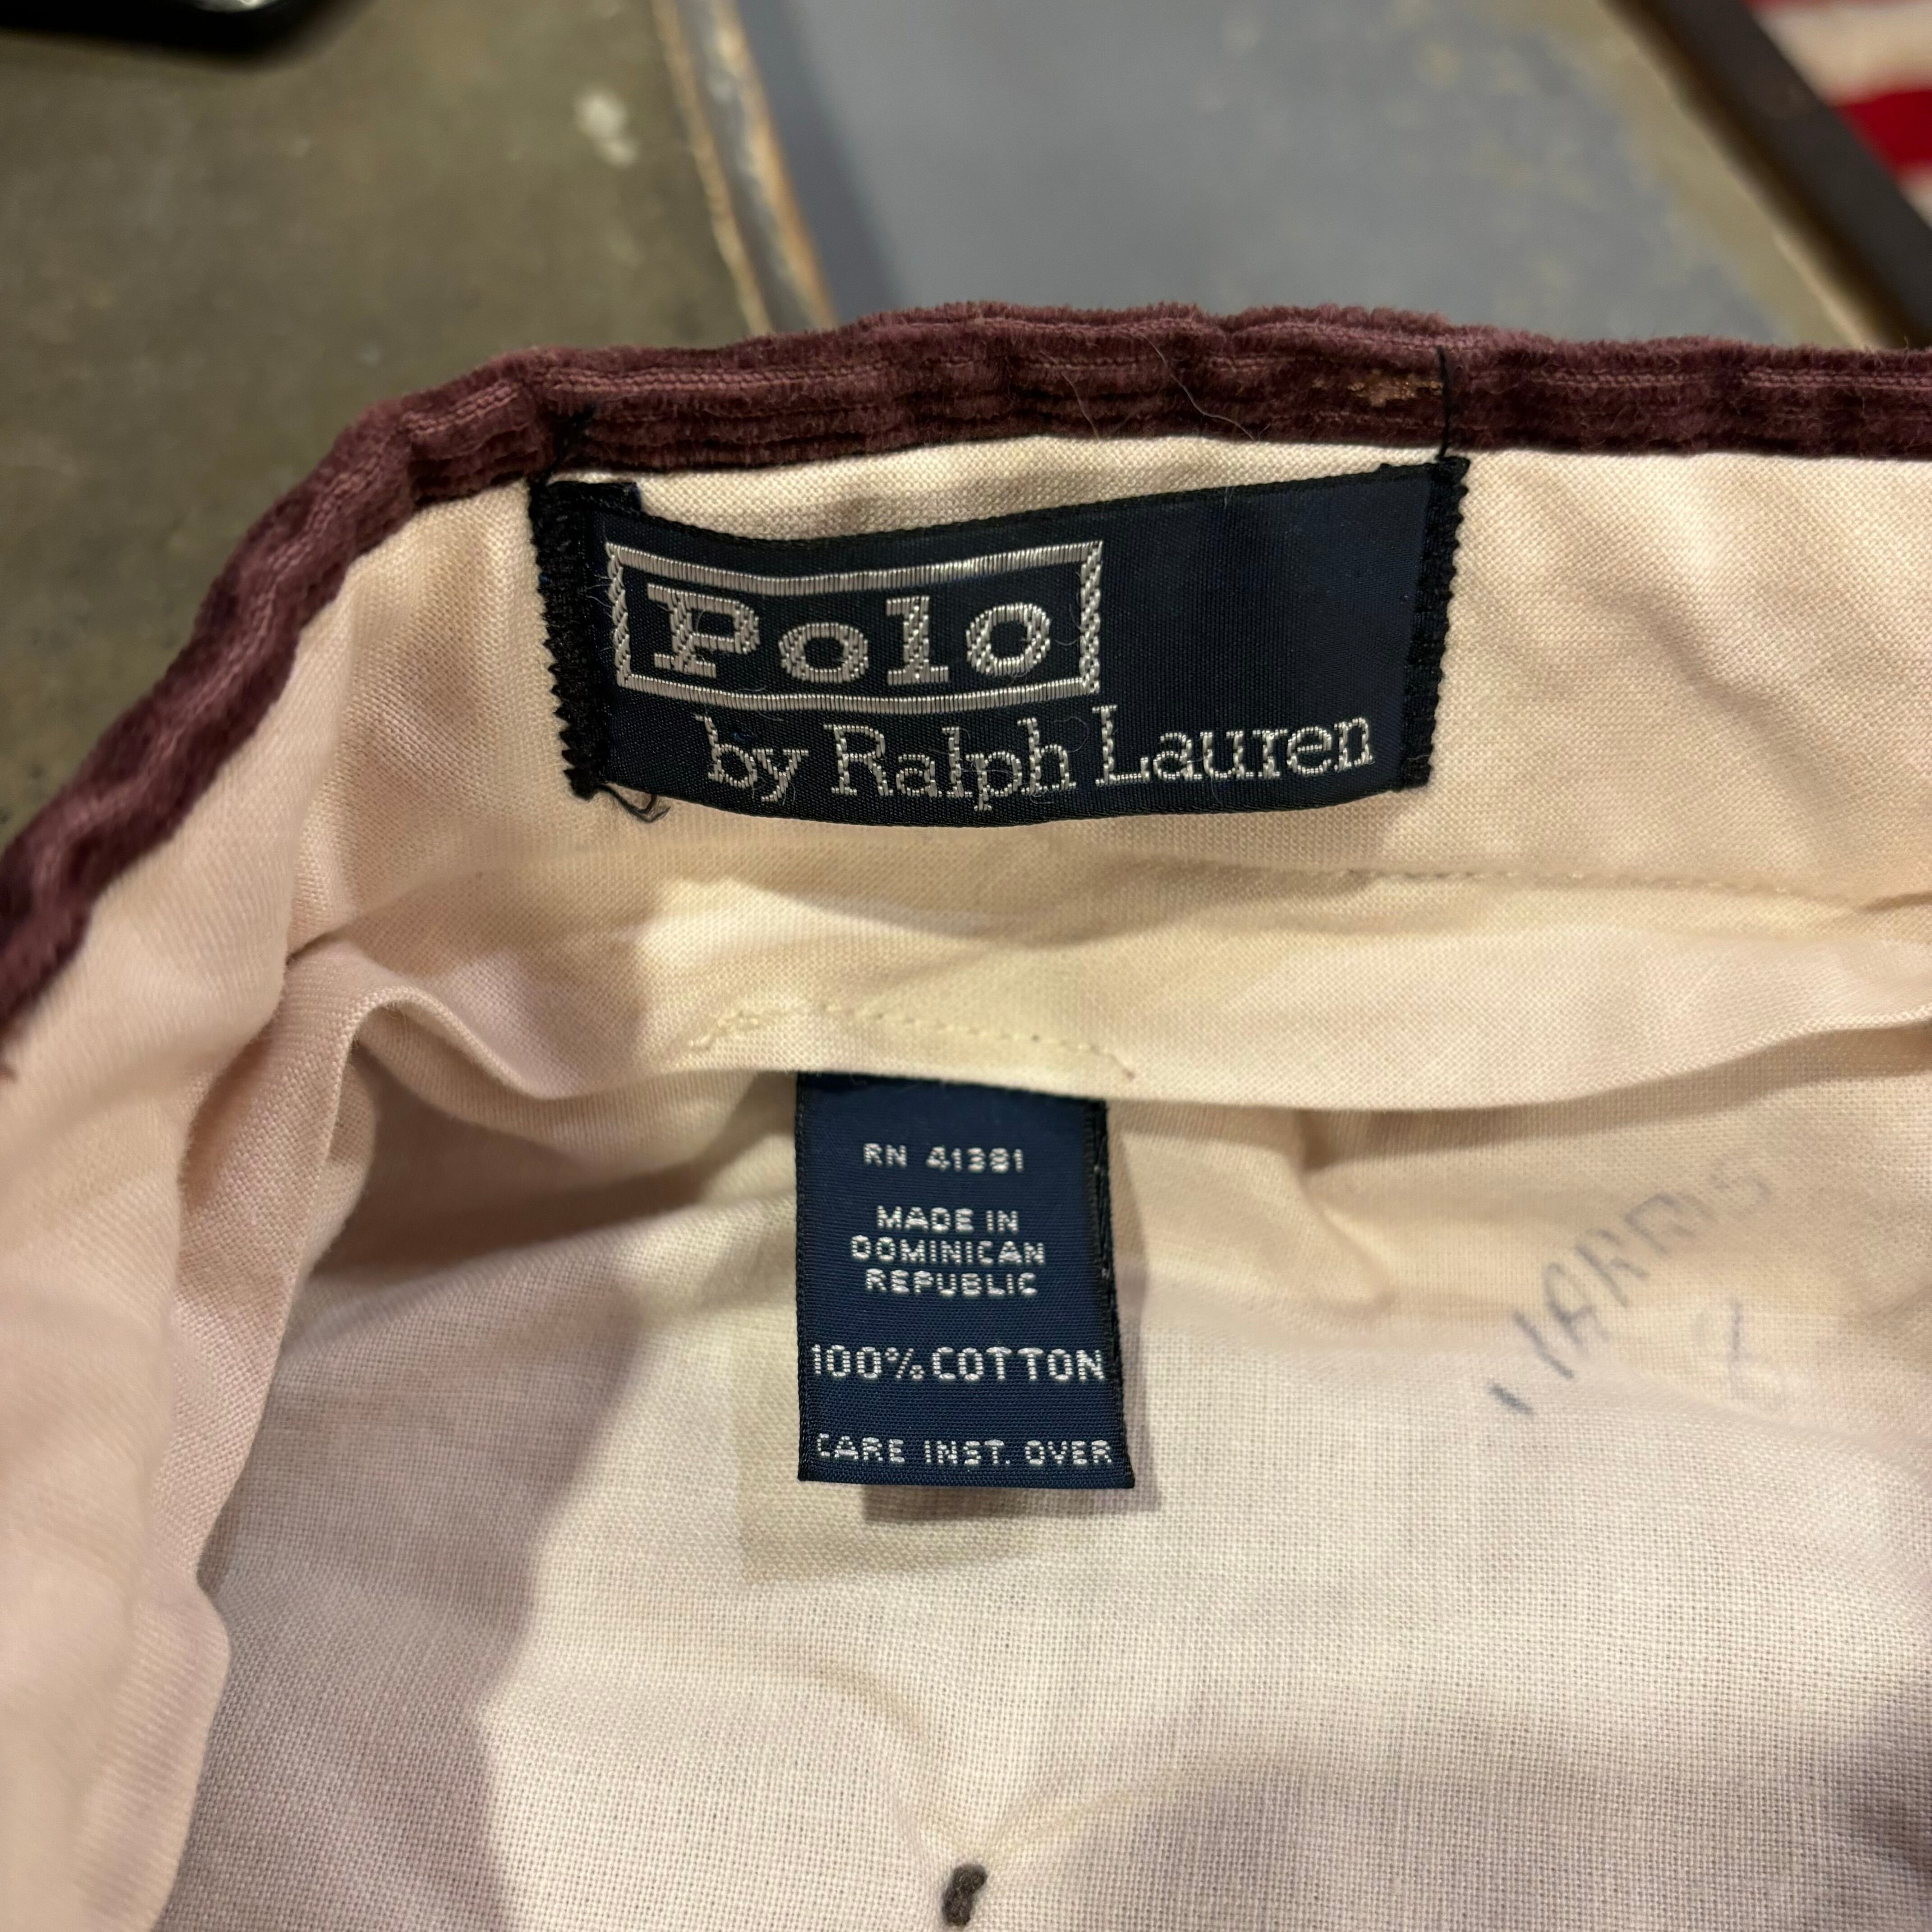 Polo
by Ralph Lauren
RN 41381
MADE IN
DOMINICAN
REPUBLIC
100% COTTON
CARE INST. OVER